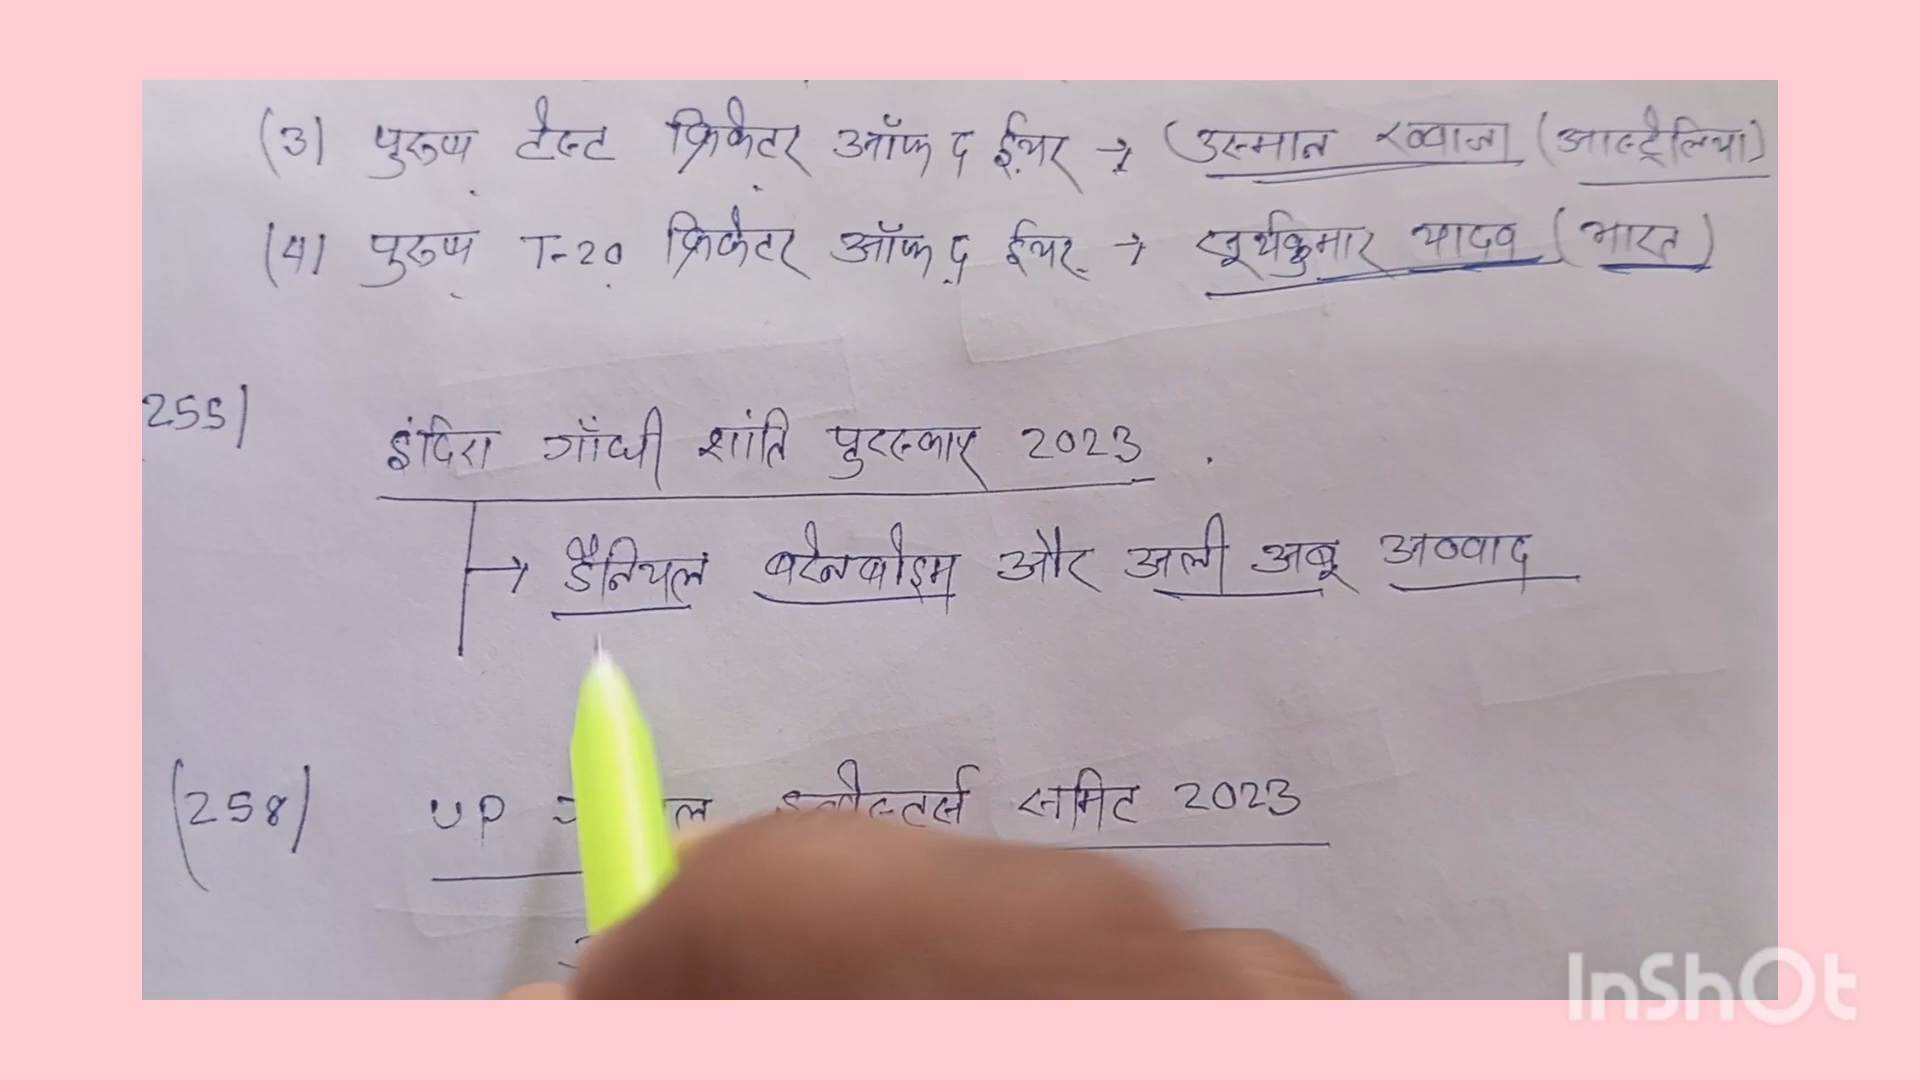 (3) पुरुष टेस्ट क्रिकेटर ऑफ द ईयर → (उस्मान ख्वाजा (आस्ट्रेलिया)
(4) पुरुष T-20 क्रिकेटर ऑफ द ईयर → सूर्यकुमार यादव (भारत)
255)
इंदिरा गाँधी शांति पुरस्कार 2023
→ डैनियल बरेनबोइम और अली अबू अव्वाद
(258) UP समिट 2023
InShOt